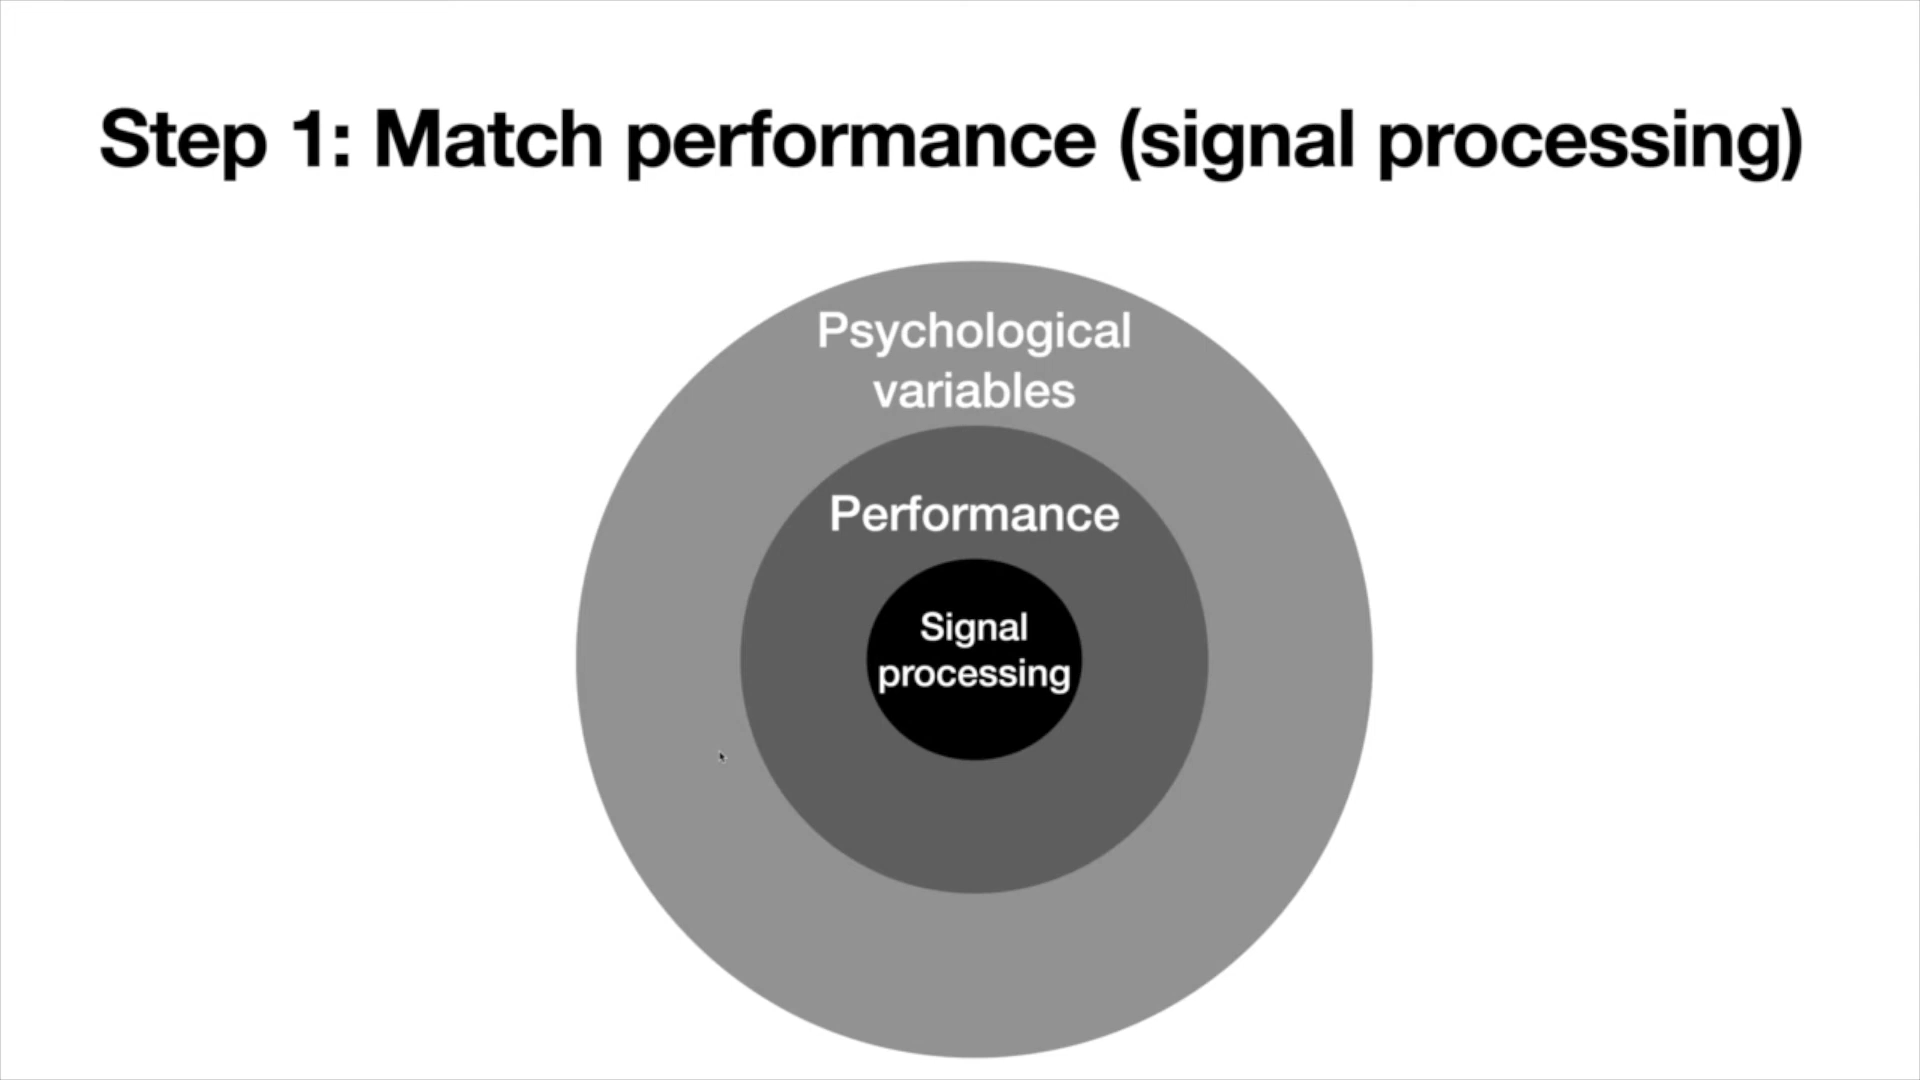 Step 1: Match performance (signal processing)
Psychological
variables
Performance
Signal
processing